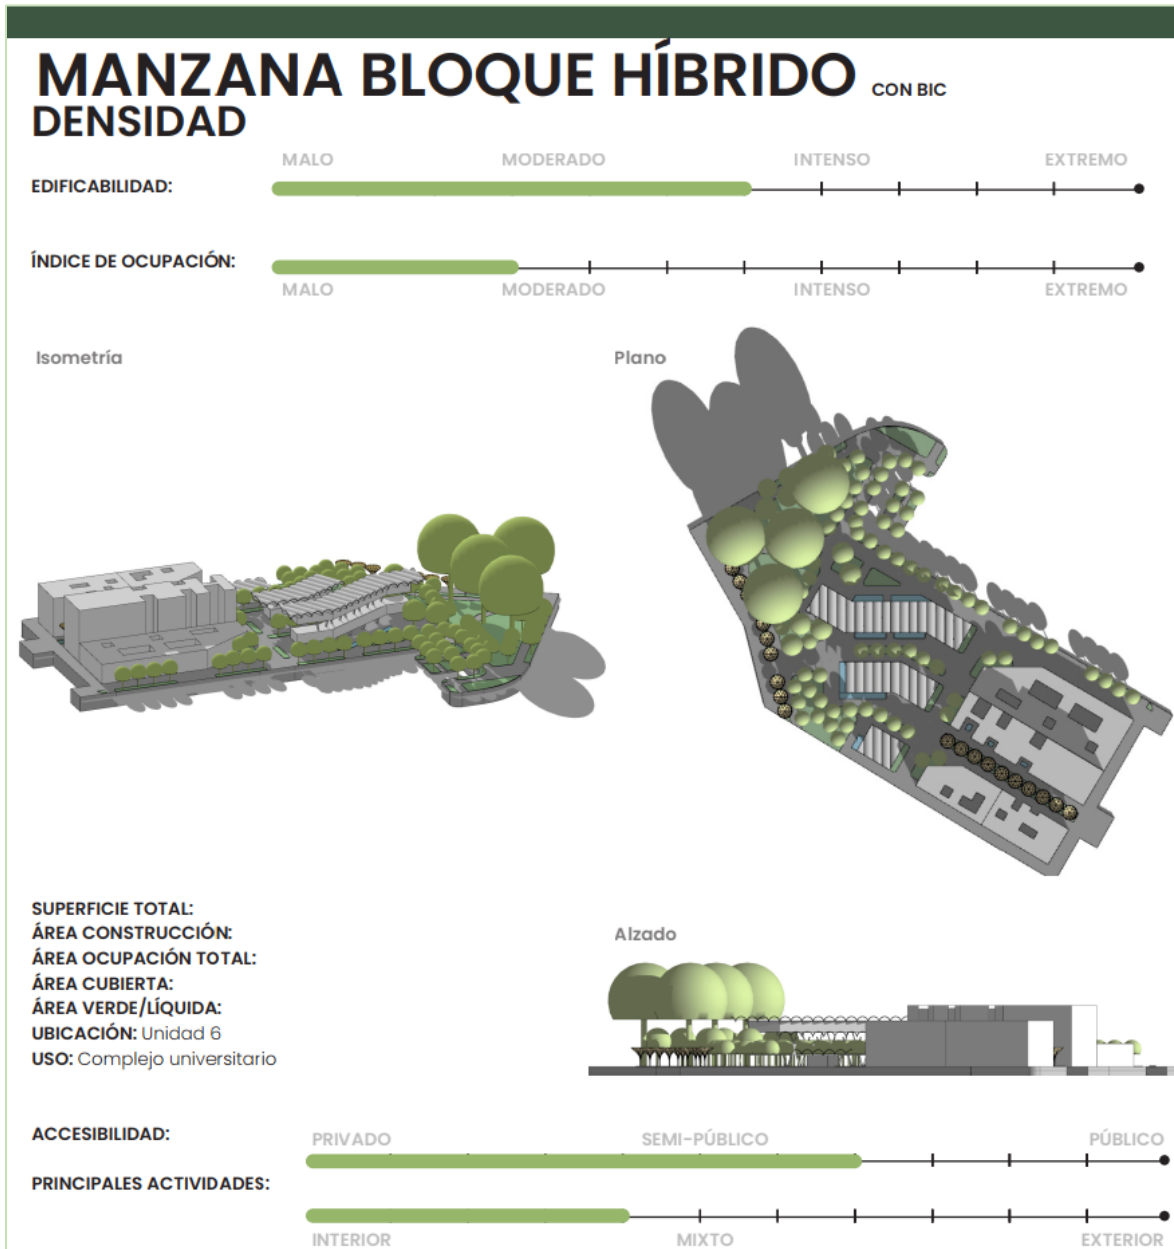 MANZANA BLOQUE HÍBRIDO CON BIC
DENSIDAD
MALO MODERADO INTENSO EXTREMO
EDIFICABILIDAD:
ÍNDICE DE OCUPACIÓN:
MALO MODERADO INTENSO EXTREMO
Isometría Plano
SUPERFICIE TOTAL:
ÁREA CONSTRUCCIÓN:
ÁREA OCUPACIÓN TOTAL:
ÁREA CUBIERTA:
ÁREA VERDE/LÍQUIDA:
UBICACIÓN: Unidad 6
USO: Complejo universitario
Alzado
ACCESIBILIDAD:
PRIVADO SEMI-PÚBLICO PÚBLICO
PRINCIPALES ACTIVIDADES:
INTERIOR MIXTO EXTERIOR